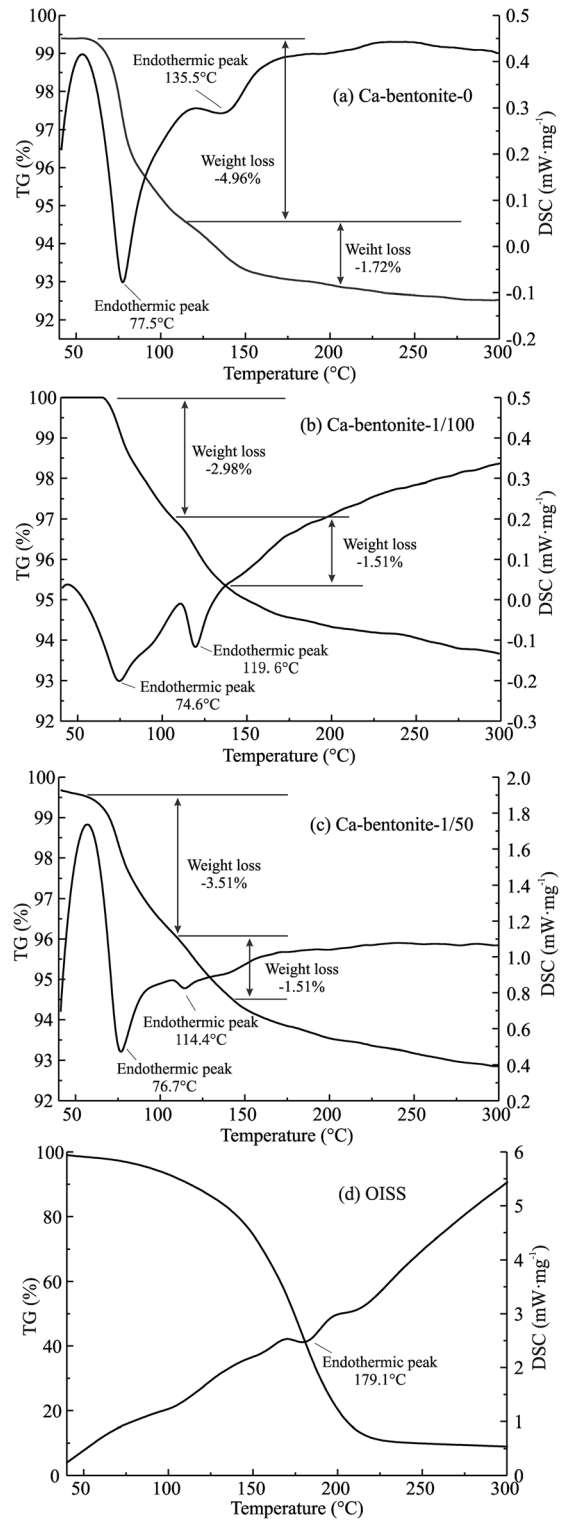 100
99
98
97
96
95
94
93
92
TG (%)
0.5
0.4
0.3
0.2
0.1
0.0
-0.1
-0.2
DSC (mW·mg-1)
Endothermic peak
135.5°C
(a) Ca-bentonite-0
Weight loss
-4.96%
Weiht loss
-1.72%
Endothermic peak
77.5°C
50 100 150 200 250 300
Temperature (°C)
100
99
98
97
96
95
94
93
92
TG (%)
0.5
0.4
0.3
0.2
0.1
0.0
-0.1
-0.2
-0.3
DSC (mW·mg-1)
(b) Ca-bentonite-1/100
Weight loss
-2.98%
Weight loss
-1.51%
Endothermic peak
119. 6°C
Endothermic peak
74.6°C
50 100 150 200 250 300
Temperature (°C)
100
99
98
97
96
95
94
93
92
TG (%)
2.0
1.8
1.6
1.4
1.2
1.0
0.8
0.6
0.4
0.2
DSC (mW·mg-1)
(c) Ca-bentonite-1/50
Weight loss
-3.51%
Weight loss
-1.51%
Endothermic peak
114.4°C
Endothermic peak
76.7°C
50 100 150 200 250 300
Temperature (°C)
100
80
60
40
20
0
TG (%)
6
5
4
3
2
1
0
DSC (mW·mg-1)
(d) OISS
Endothermic peak
179.1°C
50 100 150 200 250 300
Temperature (°C)